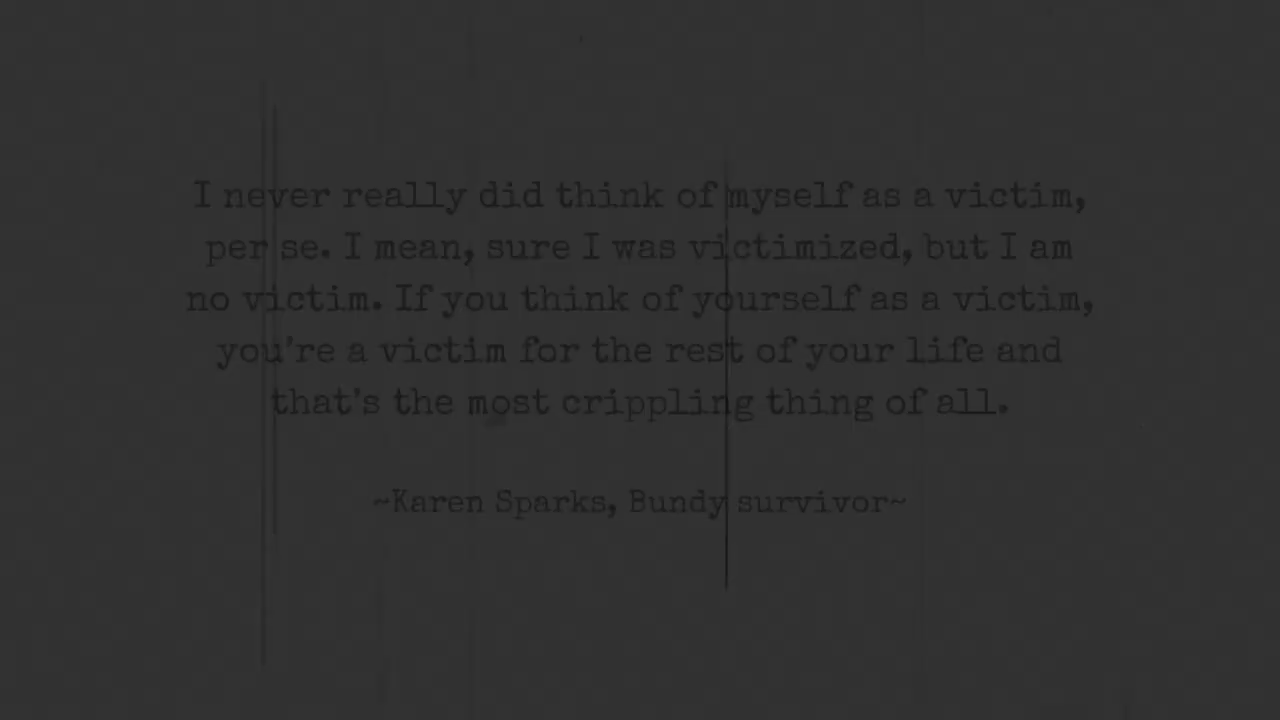 I never really did think of myself as a victim,
per se. I mean, sure I was victimized, but I am
no victim. If you think of yourself as a victim,
you're a victim for the rest of your life and
that's the most crippling thing of all.
~Karen Sparks, Bundy survivor~